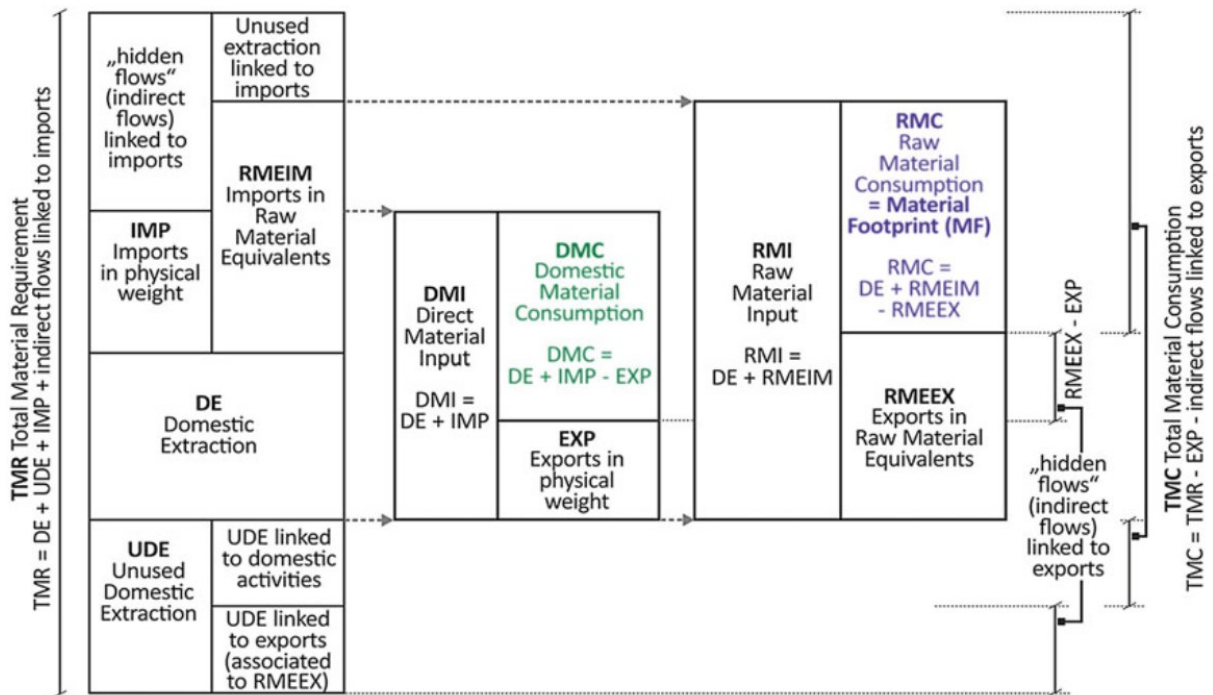 TMR Total Material Requirement
TMR = DE + UDE + IMP + indirect flows linked to imports
„hidden
flows“
(indirect
flows)
linked to
imports
Unused
extraction
linked to
imports
RMEIM
Imports in
Raw
Material
Equivalents
IMP
Imports
in physical
weight
DE
Domestic
Extraction
UDE
Unused
Domestic
Extraction
UDE linked
to domestic
activities
UDE linked
to exports
(associated
to RMEEX)
DMI
Direct
Material
Input
DMI =
DE + IMP
DMC
Domestic
Material
Consumption
DMC =
DE + IMP - EXP
EXP
Exports in
physical
weight
RMI
Raw
Material
Input
RMI =
DE + RMEIM
RMC
Raw
Material
Consumption
= Material
Footprint (MF)
RMC =
DE + RMEIM
- RMEEX
RMEEX
Exports in
Raw Material
Equivalents
RMEEX - EXP
„hidden
flows“
(indirect
flows)
linked to
exports
TMC Total Material Consumption
TMC = TMR - EXP - indirect flows linked to exports